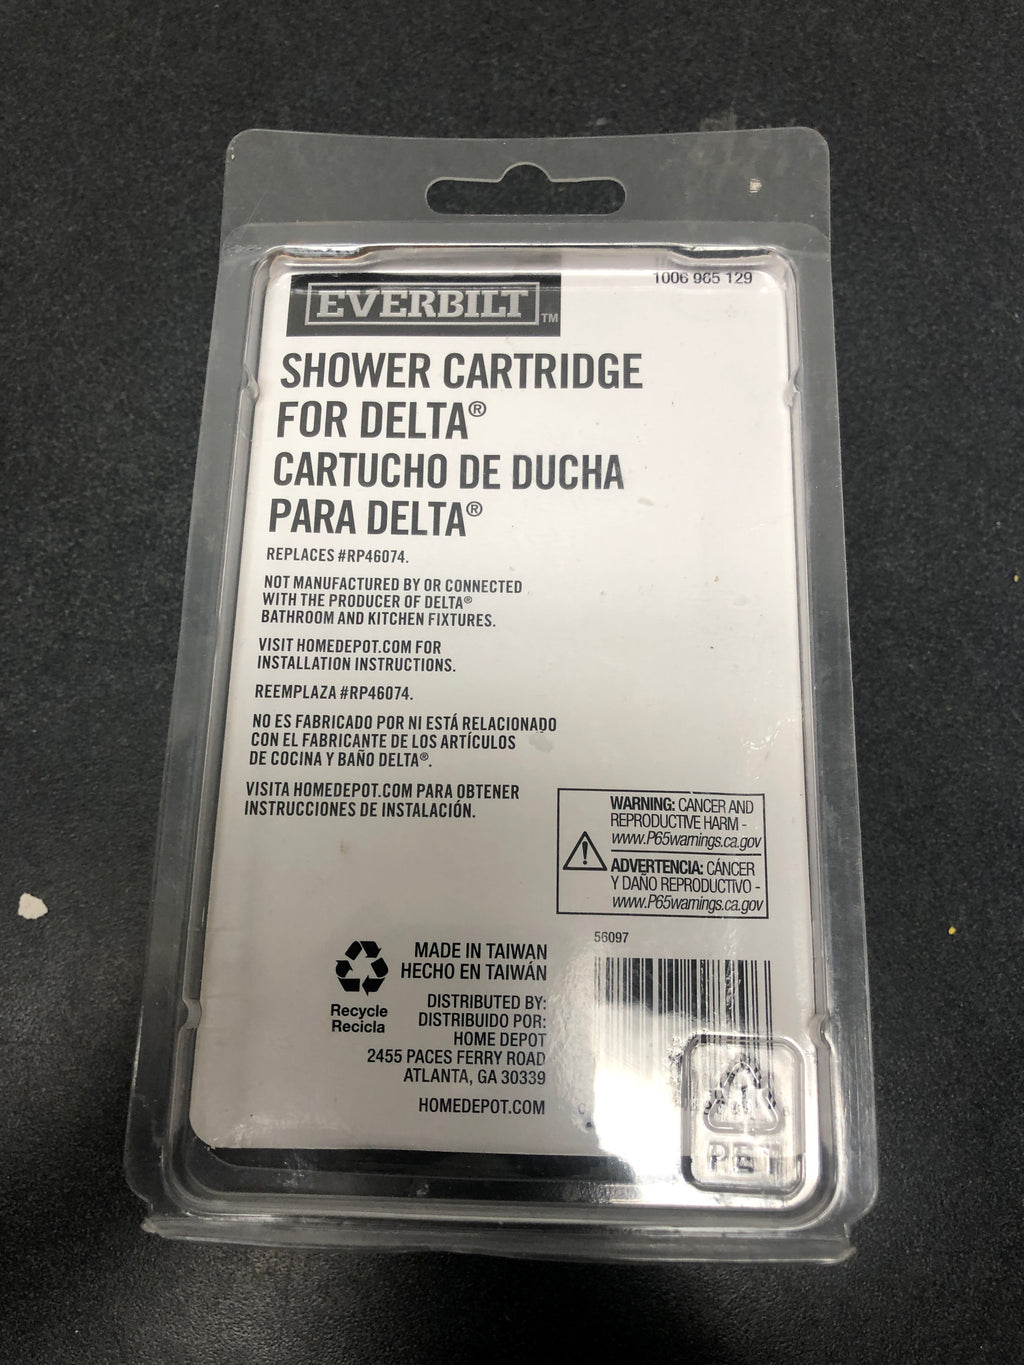 1006 965 129
EVERBILT™
SHOWER CARTRIDGE
FOR DELTA®
CARTUCHO DE DUCHA
PARA DELTA®
REPLACES #RP46074.
NOT MANUFACTURED BY OR CONNECTED
WITH THE PRODUCER OF DELTA®
BATHROOM AND KITCHEN FIXTURES.
VISIT HOMEDEPOT.COM FOR
INSTALLATION INSTRUCTIONS.
REEMPLAZA #RP46074.
NO ES FABRICADO POR NI ESTÁ RELACIONADO
CON EL FABRICANTE DE LOS ARTÍCULOS
DE COCINA Y BAÑO DELTA®.
VISITA HOMEDEPOT.COM PARA OBTENER
INSTRUCCIONES DE INSTALACIÓN.
WARNING: CANCER AND
REPRODUCTIVE HARM -
www.P65warnings.ca.gov
ADVERTENCIA: CÁNCER
Y DAÑO REPRODUCTIVO -
www.P65warnings.ca.gov
Recycle
Recicla
MADE IN TAIWAN
HECHO EN TAIWÁN
DISTRIBUTED BY:
DISTRIBUIDO POR:
HOME DEPOT
2455 PACES FERRY ROAD
ATLANTA, GA 30339
HOMEDEPOT.COM
56097
1
PET